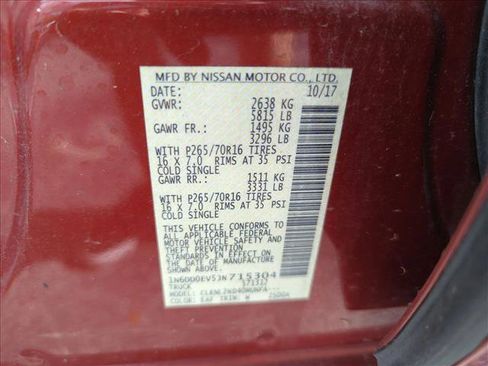 MFD BY NISSAN MOTOR CO., LTD.
DATE: 10/17
GVWR: 2638 KG
5815 LB
GAWR FR.: 1495 KG
3296 LB
WITH P265/70R16 TIRES
16 X 7.0 RIMS AT 35 PSI
COLD SINGLE
GAWR RR.: 1511 KG
3331 LB
WITH P265/70R16 TIRES
16 X 7.0 RIMS AT 35 PSI
COLD SINGLE
THIS VEHICLE CONFORMS TO
ALL APPLICABLE FEDERAL
MOTOR VEHICLE SAFETY AND
THEFT PREVENTION
STANDARDS IN EFFECT ON
THE DATE OF MANUFACTURE
SHOWN ABOVE.
715304
TRUCK
MODEL:
COLOR: EAF TRIM: W